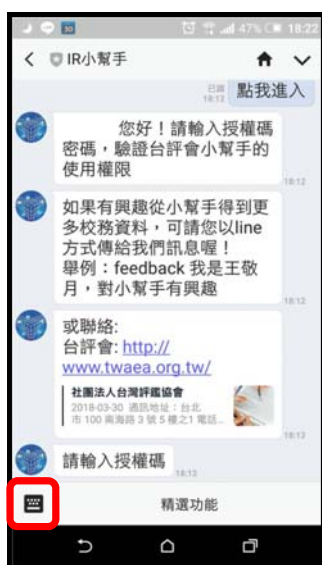 30
47%
18:22
IR小幫手
已讀
18:12
點我進入
您好！請輸入授權碼
密碼，驗證台評會小幫手的
使用權限
18:12
如果有興趣從小幫手得到更
多校務資料，可請您以line
方式傳給我們訊息喔！
舉例：feedback 我是王敬
月，對小幫手有興趣
18:12
或聯絡:
台評會: http://
www.twaea.org.tw/
社團法人台灣評鑑協會
2018-03-30 通訊地址：台北
市 100 南海路 3 號 5 樓之1 電話...
18:13
請輸入授權碼
18:13
精選功能